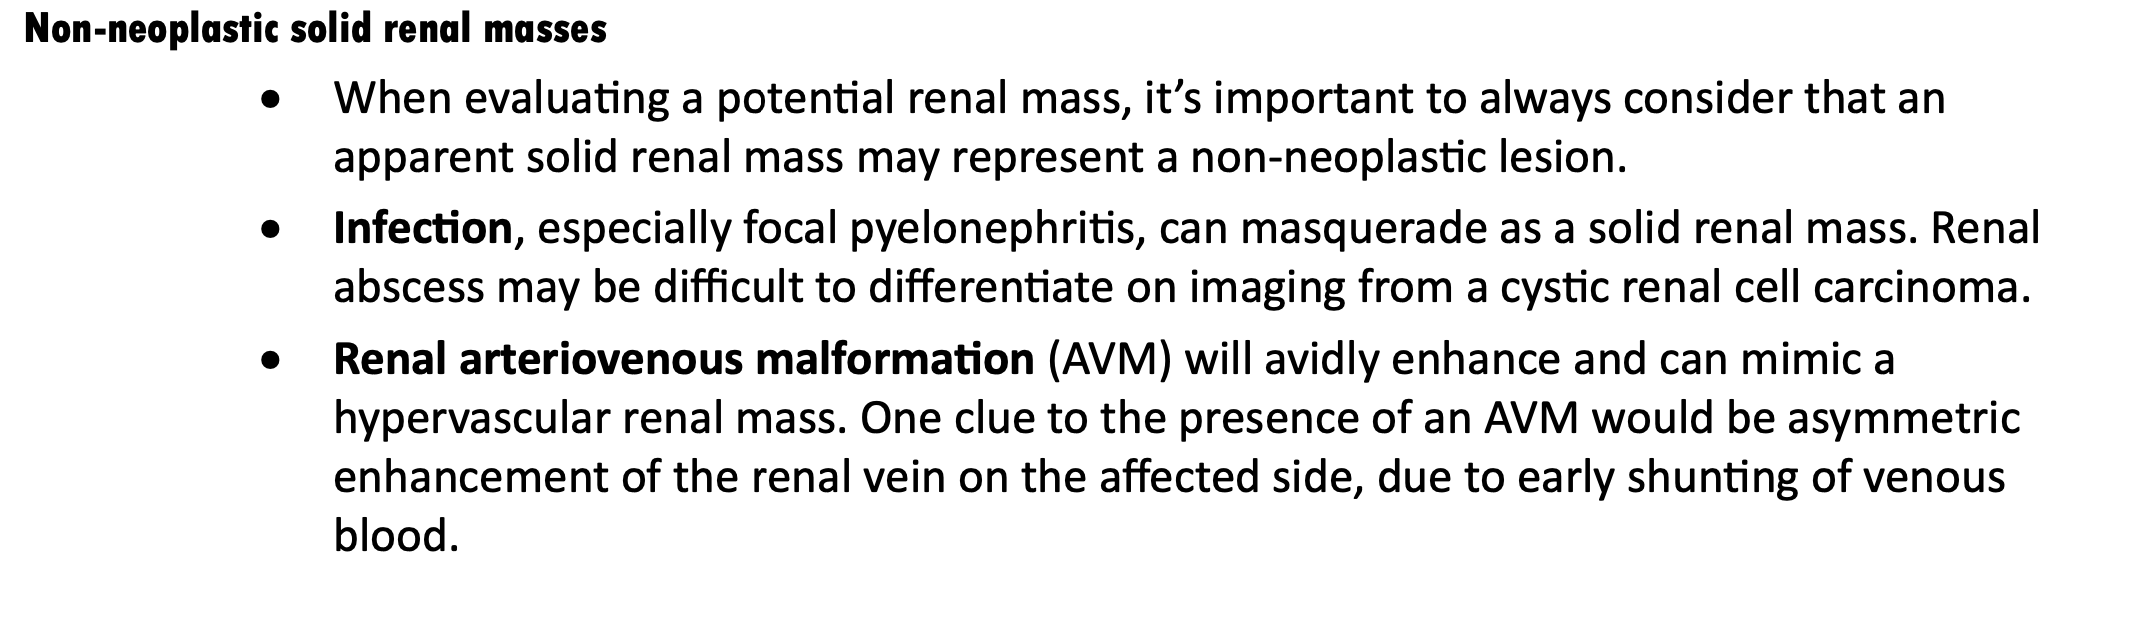 Non-neoplastic solid renal masses
• When evaluating a potential renal mass, it’s important to always consider that an
apparent solid renal mass may represent a non-neoplastic lesion.
• Infection, especially focal pyelonephritis, can masquerade as a solid renal mass. Renal
abscess may be difficult to differentiate on imaging from a cystic renal cell carcinoma.
• Renal arteriovenous malformation (AVM) will avidly enhance and can mimic a
hypervascular renal mass. One clue to the presence of an AVM would be asymmetric
enhancement of the renal vein on the affected side, due to early shunting of venous
blood.